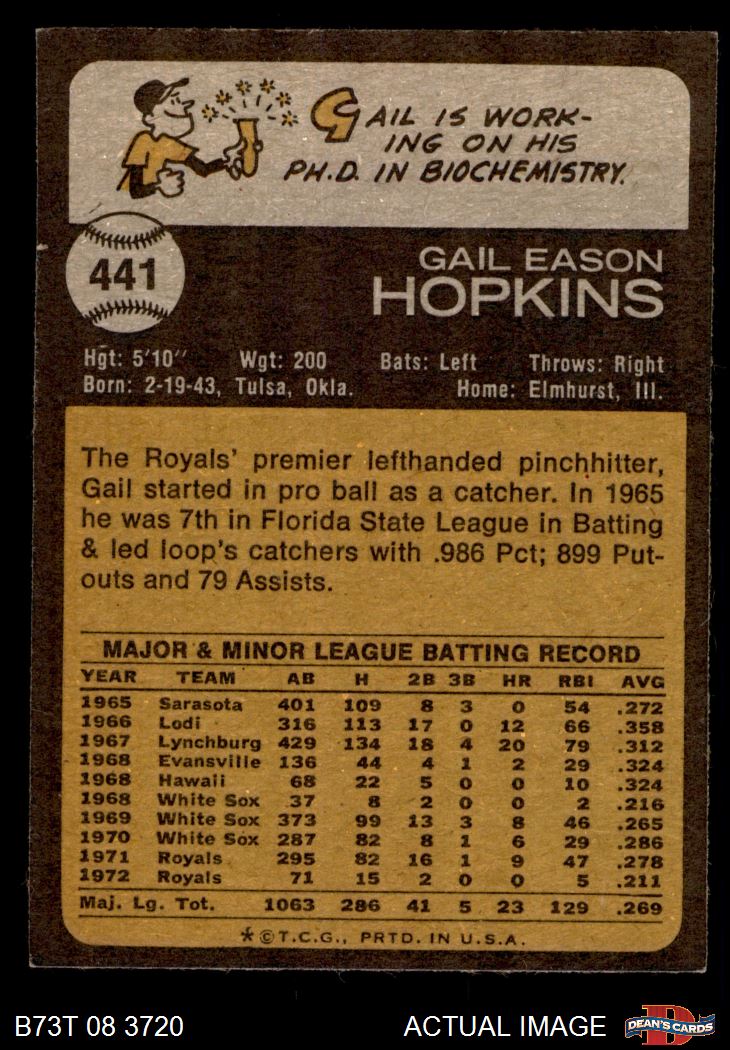 GAIL IS WORK-
ING ON HIS
PH.D. IN BIOCHEMISTRY.
441
GAIL EASON
HOPKINS
Hgt: 5'10" Wgt: 200 Bats: Left Throws: Right
Born: 2-19-43, Tulsa, Okla. Home: Elmhurst, Ill.
The Royals' premier lefthanded pinchhitter,
Gail started in pro ball as a catcher. In 1965
he was 7th in Florida State League in Batting
& led loop's catchers with .986 Pct; 899 Put-
outs and 79 Assists.
MAJOR & MINOR LEAGUE BATTING RECORD
YEAR TEAM AB H 2B 3B HR RBI AVG
1965 Sarasota 401 109 8 3 0 54 .272
1966 Lodi 316 113 17 0 12 66 .358
1967 Lynchburg 429 134 18 4 20 79 .312
1968 Evansville 136 44 4 1 2 29 .324
1968 Hawaii 68 22 5 0 0 10 .324
1968 White Sox 37 8 2 0 0 2 .216
1969 White Sox 373 99 13 3 8 46 .265
1970 White Sox 287 82 8 1 6 29 .286
1971 Royals 295 82 16 1 9 47 .278
1972 Royals 71 15 2 0 0 5 .211
Maj. Lg. Tot. 1063 286 41 5 23 129 .269
*©T.C.G., PRTD. IN U.S.A.
B73T 08 3720 ACTUAL IMAGE D DEAN'S CARDS